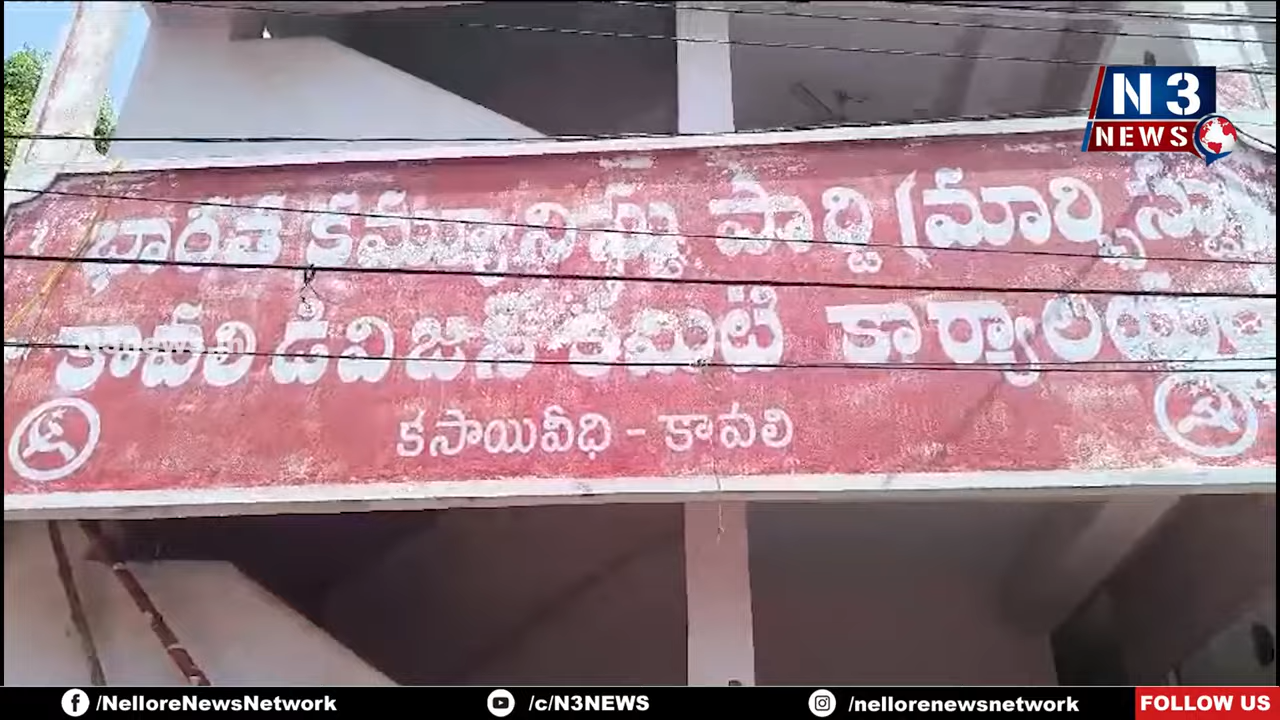 N3
NEWS
భారత కమ్యూనిష్టు పార్టి (మార్క్సిస్టు)
కావలి డివిజన్ కమిటీ కార్యాలయం
కసాయివీధి - కావలి
/NelloreNewsNetwork
/c/N3NEWS
/nellorenewsnetwork
FOLLOW US